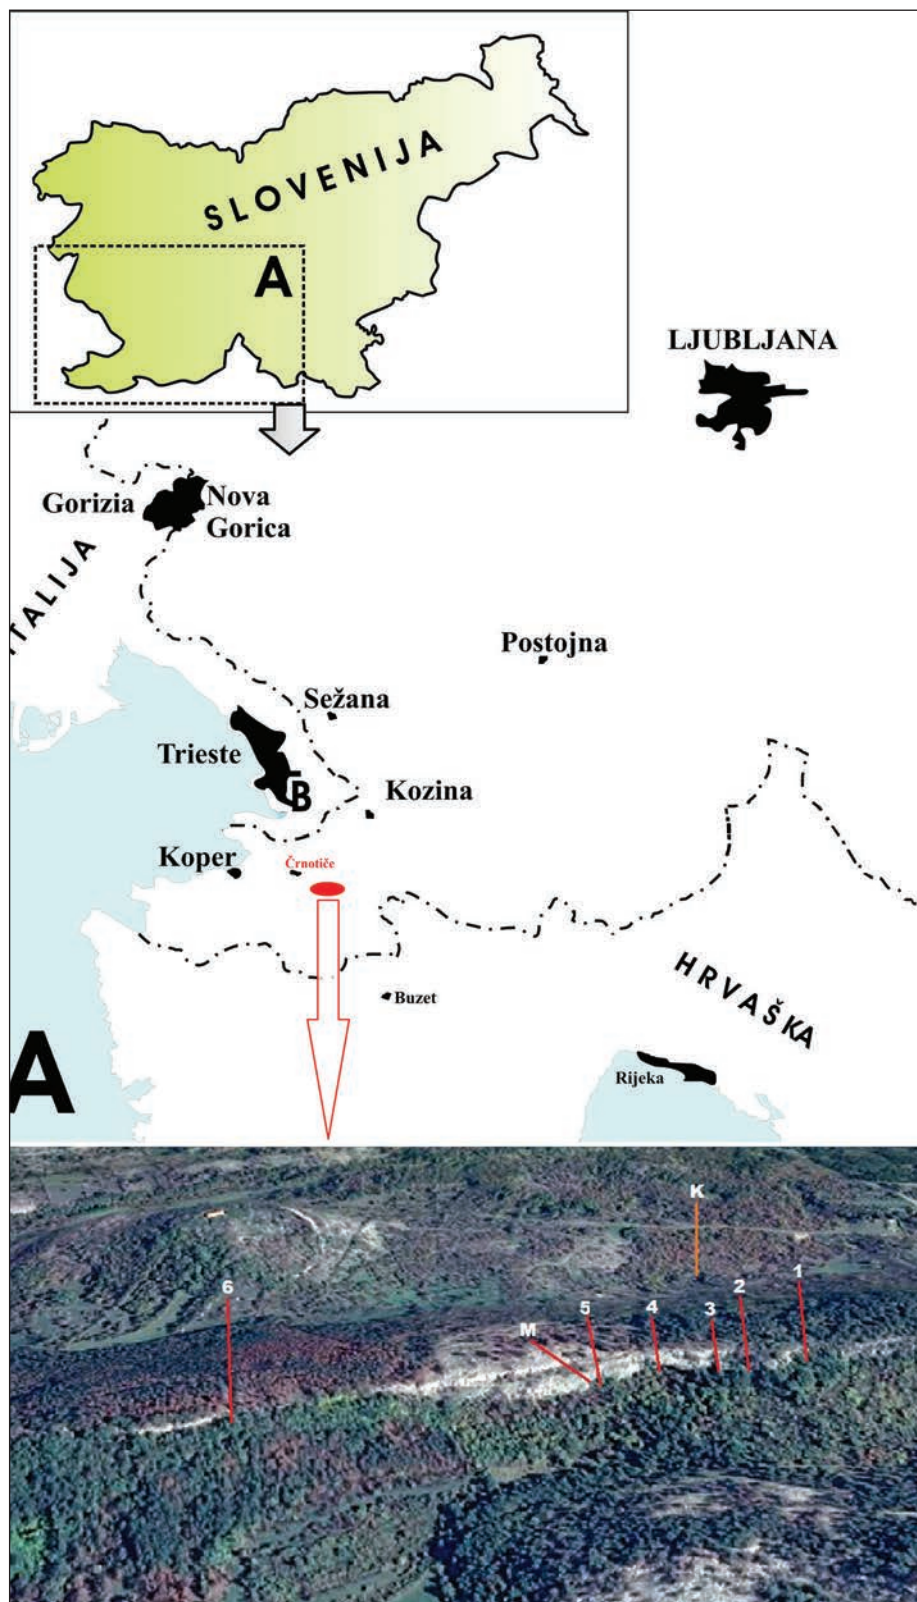 SLOVENIJA
A
LJUBLJANA
Gorizia
Nova
Gorica
ITALIJA
Postojna
Sežana
Trieste
B
Kozina
Koper
Črnotiče
HRVAŠKA
Buzet
A
Rijeka
K
6
5
4
3
2
1
M